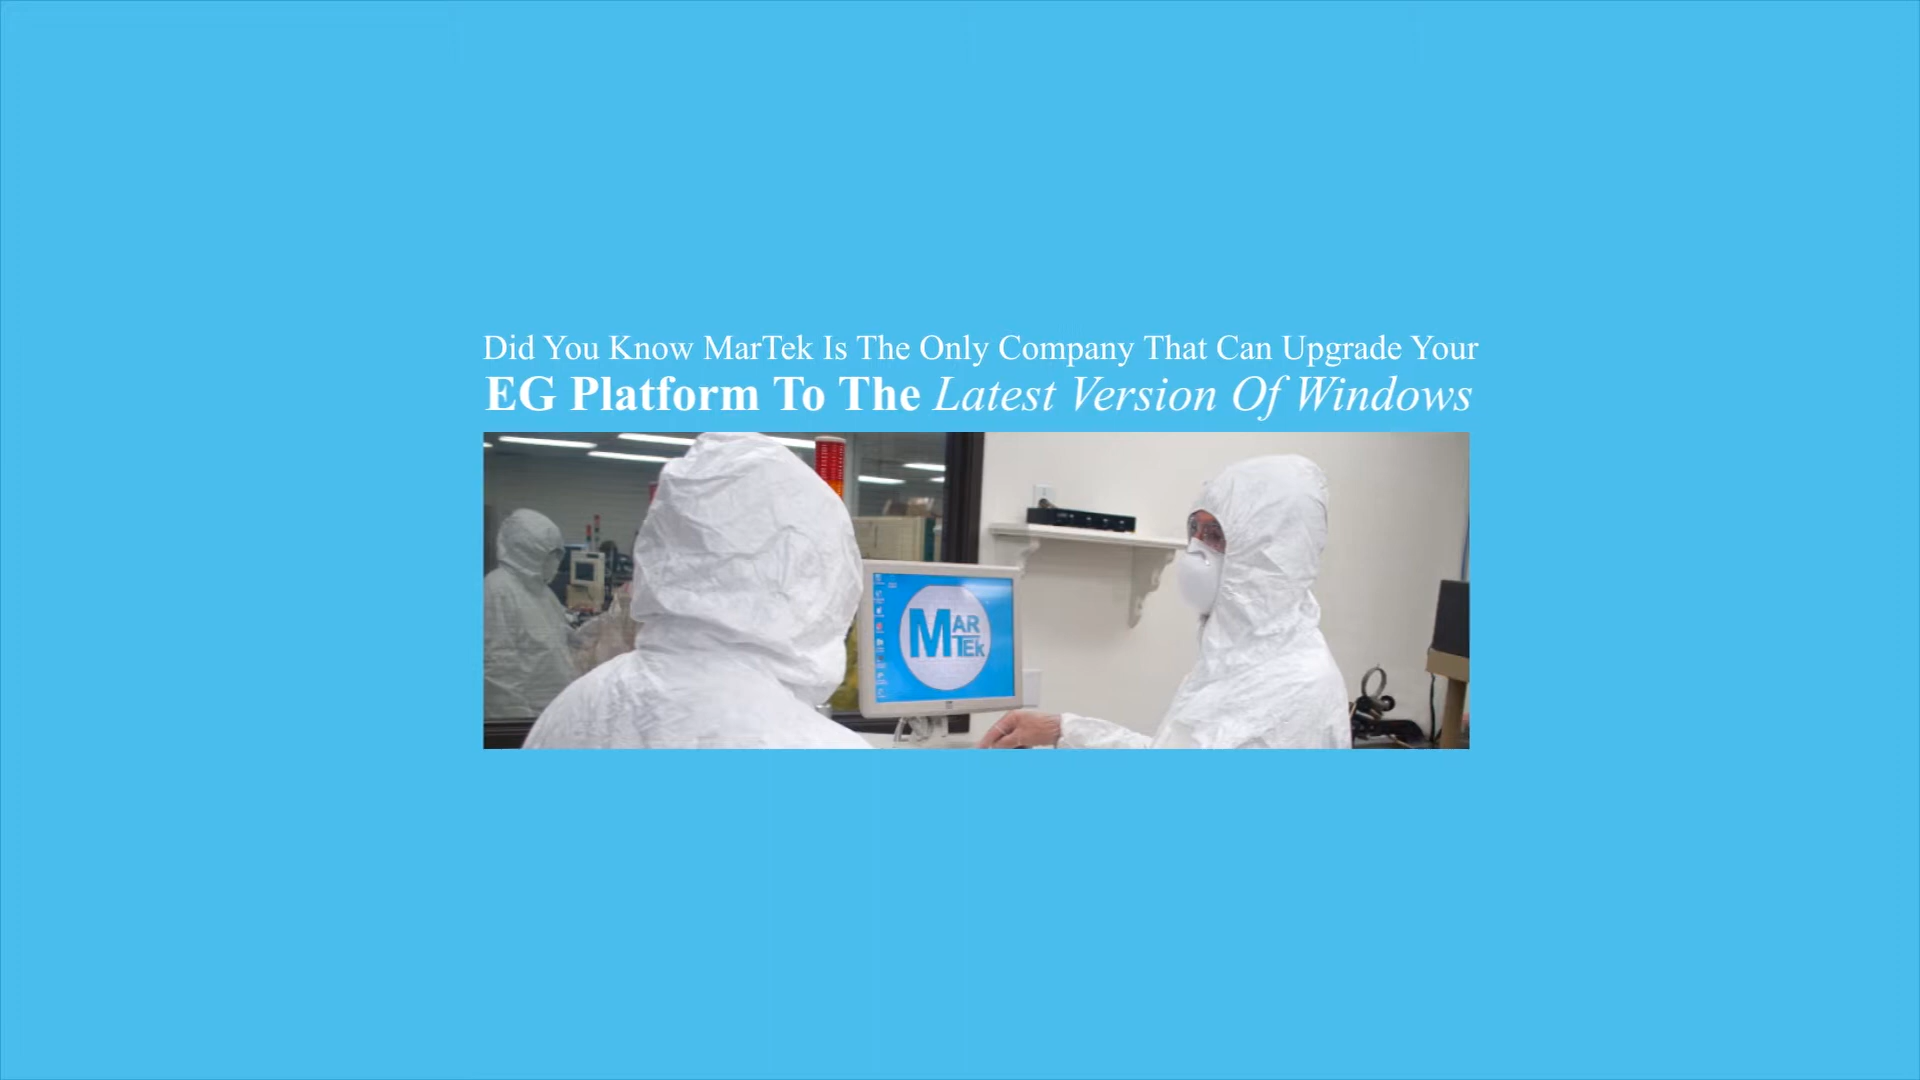 Did You Know MarTek Is The Only Company That Can Upgrade Your
EG Platform To The Latest Version Of Windows
MAR
TEK